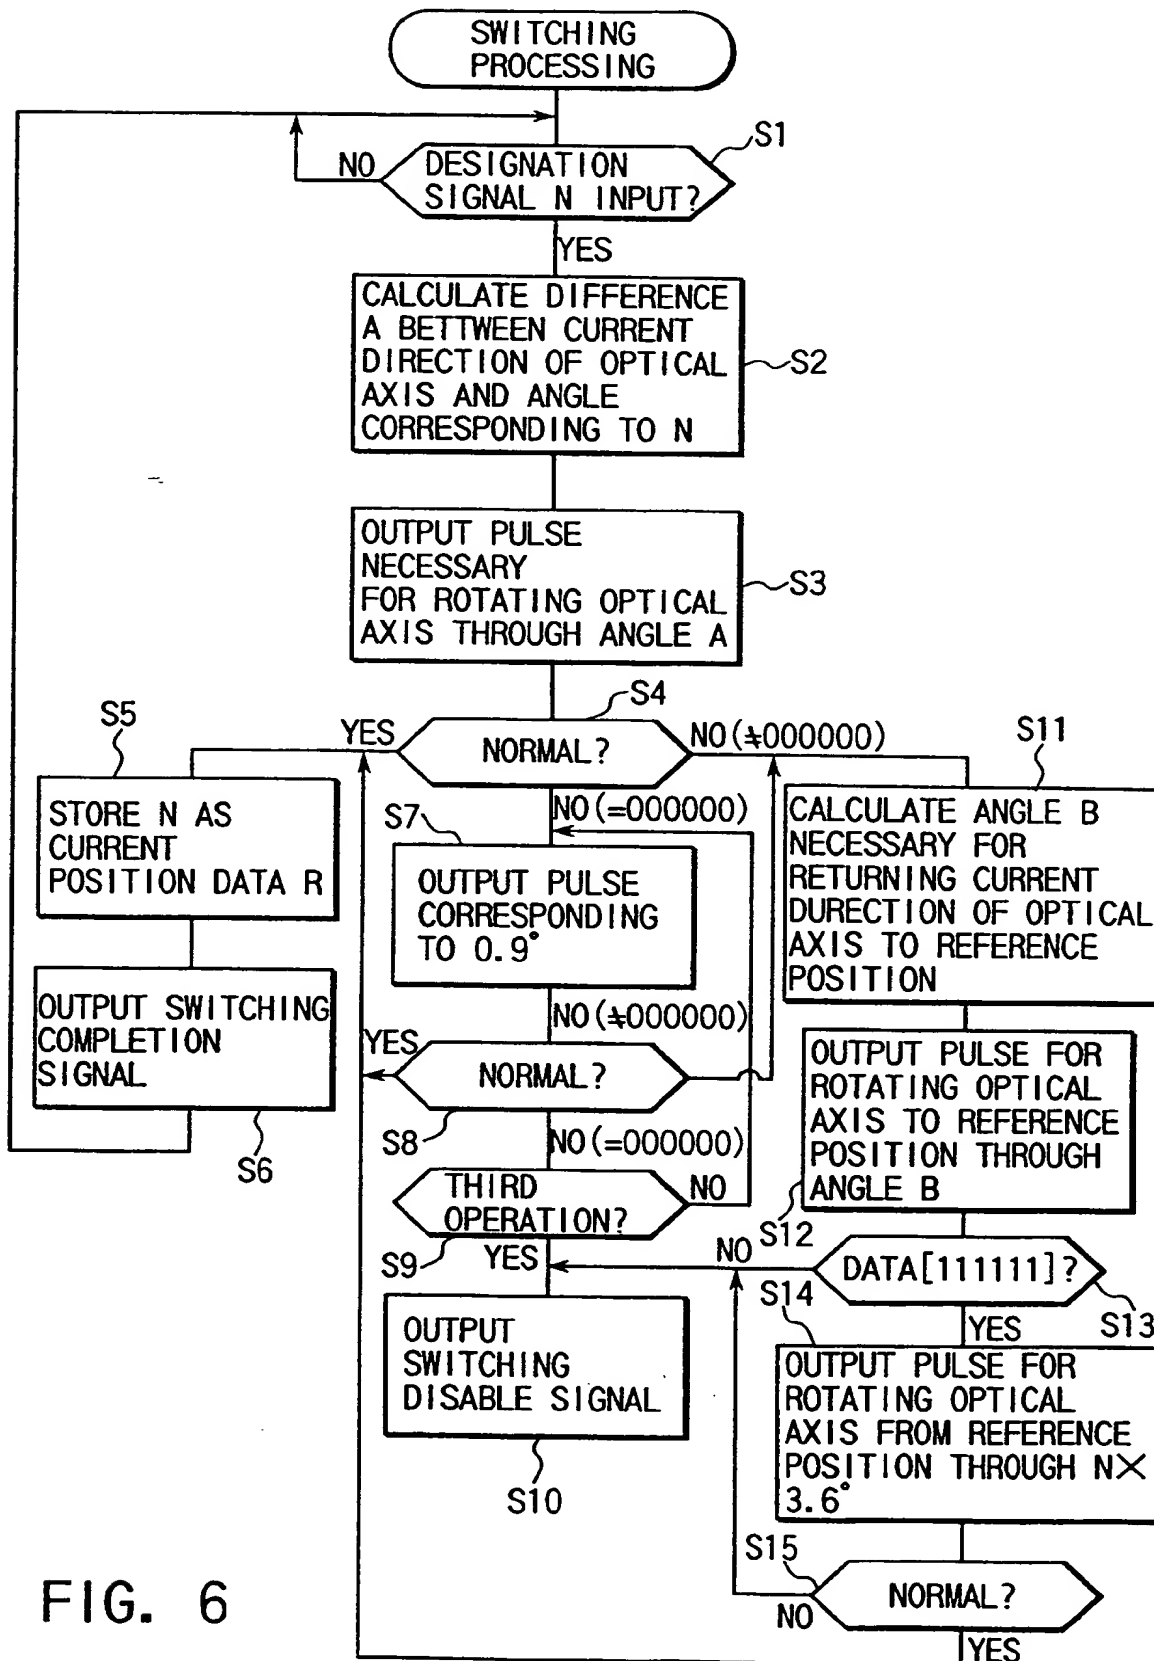 SWITCHING
PROCESSING
S1
NO
DESIGNATION
SIGNAL N INPUT?
YES
CALCULATE DIFFERENCE
A BETTWEEN CURRENT
DIRECTION OF OPTICAL
AXIS AND ANGLE
CORRESPONDING TO N
S2
OUTPUT PULSE
NECESSARY
FOR ROTATING OPTICAL
AXIS THROUGH ANGLE A
S3
S4
YES
NORMAL?
NO(≠000000)
S5
STORE N AS
CURRENT
POSITION DATA R
OUTPUT SWITCHING
COMPLETION
SIGNAL
S6
NO(=000000)
S7
OUTPUT PULSE
CORRESPONDING
TO 0.9°
NO(≠000000)
YES
NORMAL?
S8
NO(=000000)
THIRD
OPERATION?
NO
S9
YES
OUTPUT
SWITCHING
DISABLE SIGNAL
S10
S11
CALCULATE ANGLE B
NECESSARY FOR
RETURNING CURRENT
DURECTION OF OPTICAL
AXIS TO REFERENCE
POSITION
OUTPUT PULSE FOR
ROTATING OPTICAL
AXIS TO REFERENCE
POSITION THROUGH
ANGLE B
S12
NO
DATA[111111]?
S13
YES
S14
OUTPUT PULSE FOR
ROTATING OPTICAL
AXIS FROM REFERENCE
POSITION THROUGH N×
3.6°
S15
NORMAL?
NO
YES
FIG. 6